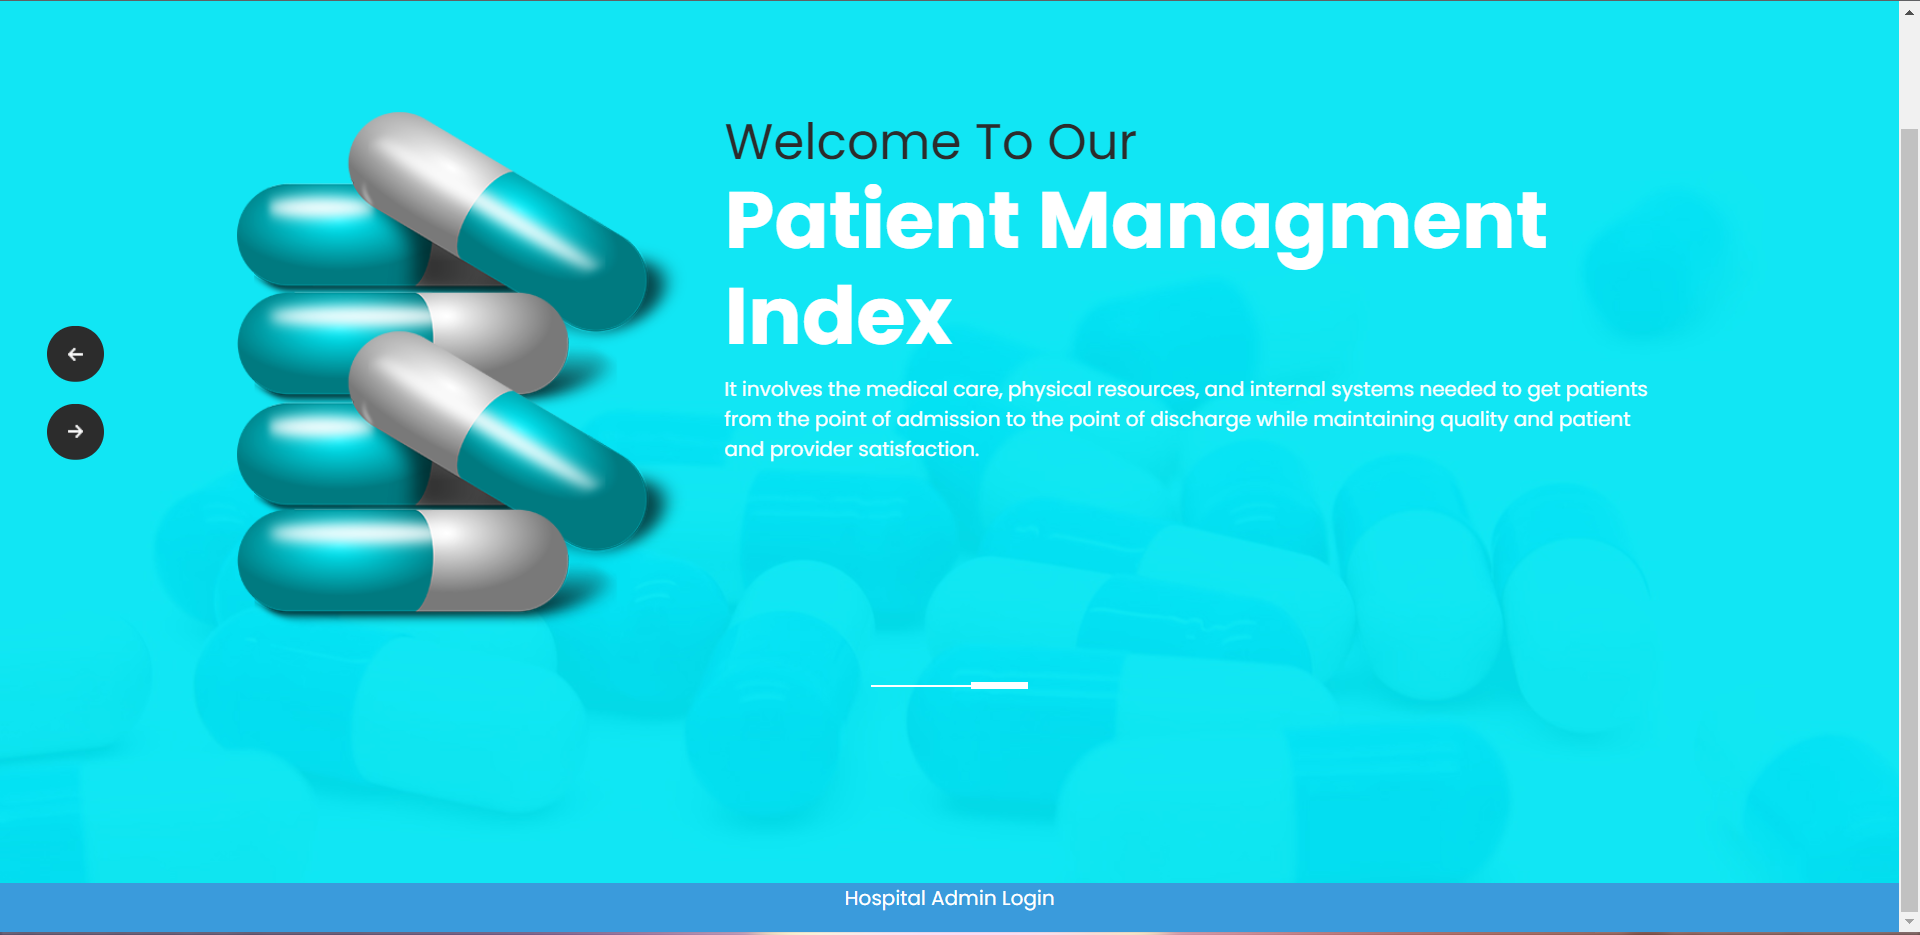 Welcome To Our
Patient Managment
Index
It involves the medical care, physical resources, and internal systems needed to get patients
from the point of admission to the point of discharge while maintaining quality and patient
and provider satisfaction.
Hospital Admin Login